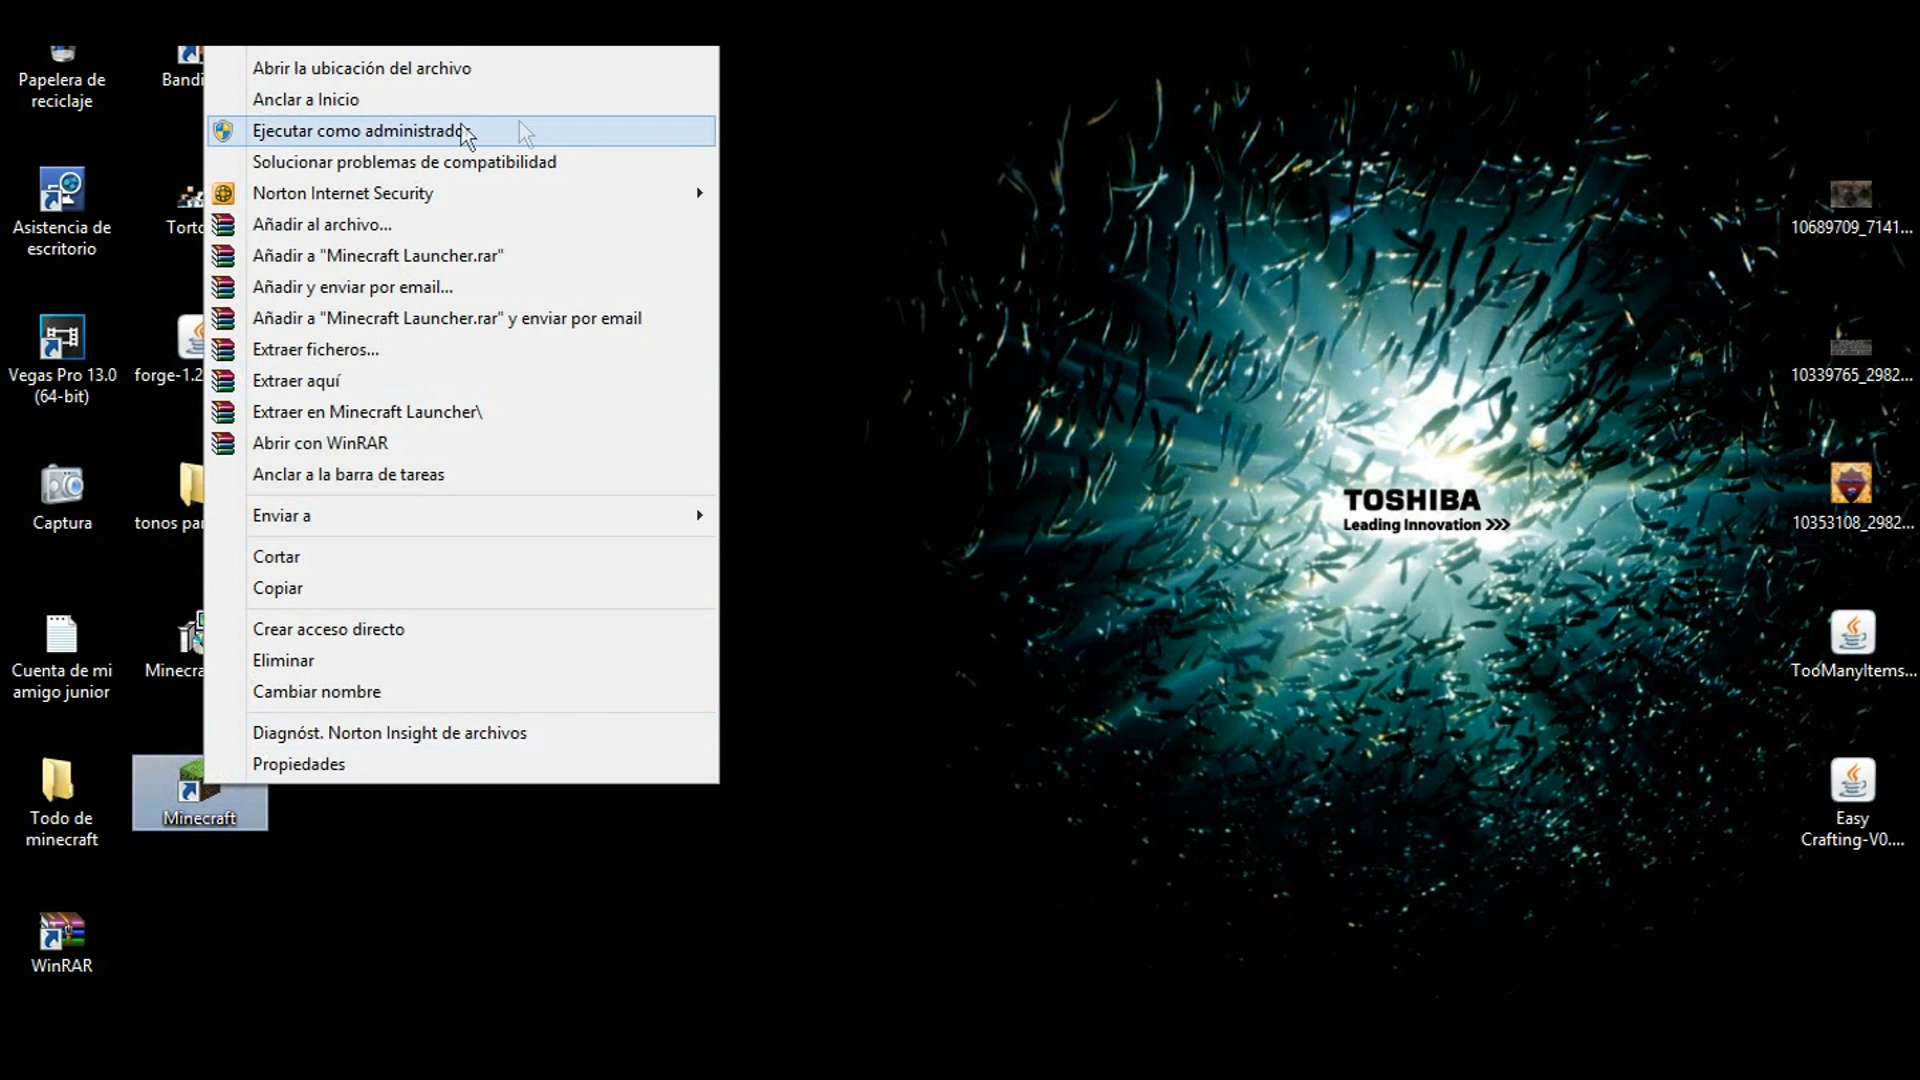 Papelera de
reciclaje
Asistencia de
escritorio
Vegas Pro 13.0
(64-bit)
Captura
Cuenta de mi
amigo junior
Todo de
minecraft
WinRAR
Bandi
Torto
forge-1.2
tonos par
Minecra
Minecraft
Abrir la ubicación del archivo
Anclar a Inicio
Ejecutar como administrador
Solucionar problemas de compatibilidad
Norton Internet Security
Añadir al archivo...
Añadir a "Minecraft Launcher.rar"
Añadir y enviar por email...
Añadir a "Minecraft Launcher.rar" y enviar por email
Extraer ficheros...
Extraer aquí
Extraer en Minecraft Launcher\
Abrir con WinRAR
Anclar a la barra de tareas
Enviar a
Cortar
Copiar
Crear acceso directo
Eliminar
Cambiar nombre
Diagnóst. Norton Insight de archivos
Propiedades
TOSHIBA
Leading Innovation >>>
10689709_7141...
10339765_2982...
10353108_2982...
TooManyItems...
Easy
Crafting-V0....